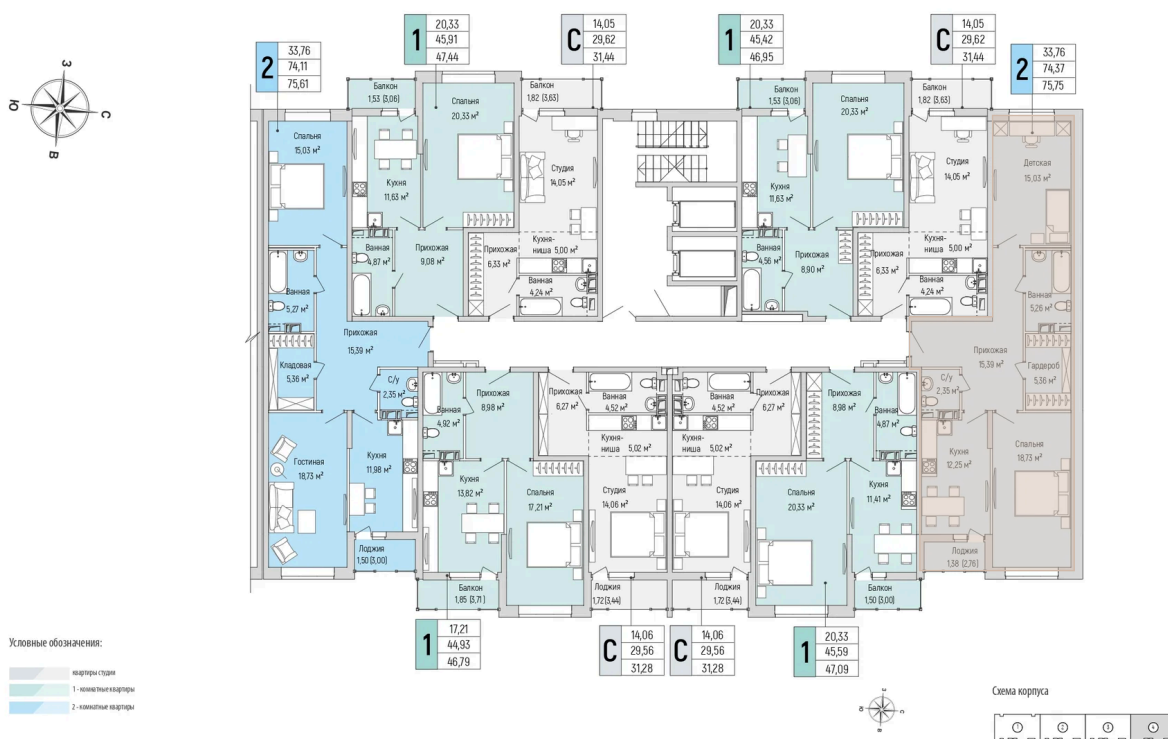 2
33,76
74,11
75,61
1
20,33
45,91
47,44
С
14,05
29,62
31,44
1
20,33
45,42
46,95
С
14,05
29,62
31,44
2
33,76
74,37
75,75
З
Ю
С
В
Балкон
1,53 (3,06)
Спальня
20,33 м²
Балкон
1,82 (3,63)
Балкон
1,53 (3,06)
Спальня
20,33 м²
Балкон
1,82 (3,63)
Спальня
15,03 м²
Кухня
11,63 м²
Студия
14,05 м²
Кухня
11,63 м²
Студия
14,05 м²
Детская
15,03 м²
Ванная
4,87 м²
Прихожая
9,08 м²
Прихожая
6,33 м²
Кухня-
ниша 5,00 м²
Ванная
4,24 м²
Ванная
4,56 м²
Прихожая
8,90 м²
Прихожая
6,33 м²
Кухня-
ниша 5,00 м²
Ванная
4,24 м²
Ванная
5,27 м²
Ванная
5,26 м²
Прихожая
15,39 м²
Прихожая
15,39 м²
Кладовая
5,36 м²
С/у
2,35 м²
С/у
2,35 м²
Гардероб
5,36 м²
Ванная
4,92 м²
Прихожая
8,98 м²
Прихожая
6,27 м²
Ванная
4,52 м²
Ванная
4,52 м²
Прихожая
6,27 м²
Прихожая
8,98 м²
Ванная
4,87 м²
Кухня-
ниша 5,02 м²
Кухня-
ниша 5,02 м²
Гостиная
18,73 м²
Кухня
11,98 м²
Кухня
13,82 м²
Спальня
17,21 м²
Студия
14,06 м²
Студия
14,06 м²
Спальня
20,33 м²
Кухня
11,41 м²
Кухня
12,25 м²
Спальня
18,73 м²
Лоджия
1,50 (3,00)
Балкон
1,85 (3,71)
Лоджия
1,72 (3,44)
Лоджия
1,72 (3,44)
Балкон
1,50 (3,00)
Лоджия
1,38 (2,76)
1
17,21
44,93
46,79
С
14,06
29,56
31,28
С
14,06
29,56
31,28
1
20,33
45,59
47,09
Условные обозначения:
квартиры студии
1 - комнатные квартиры
2 - комнатные квартиры
З
Ю
С
В
Схема корпуса
1
2
3
4